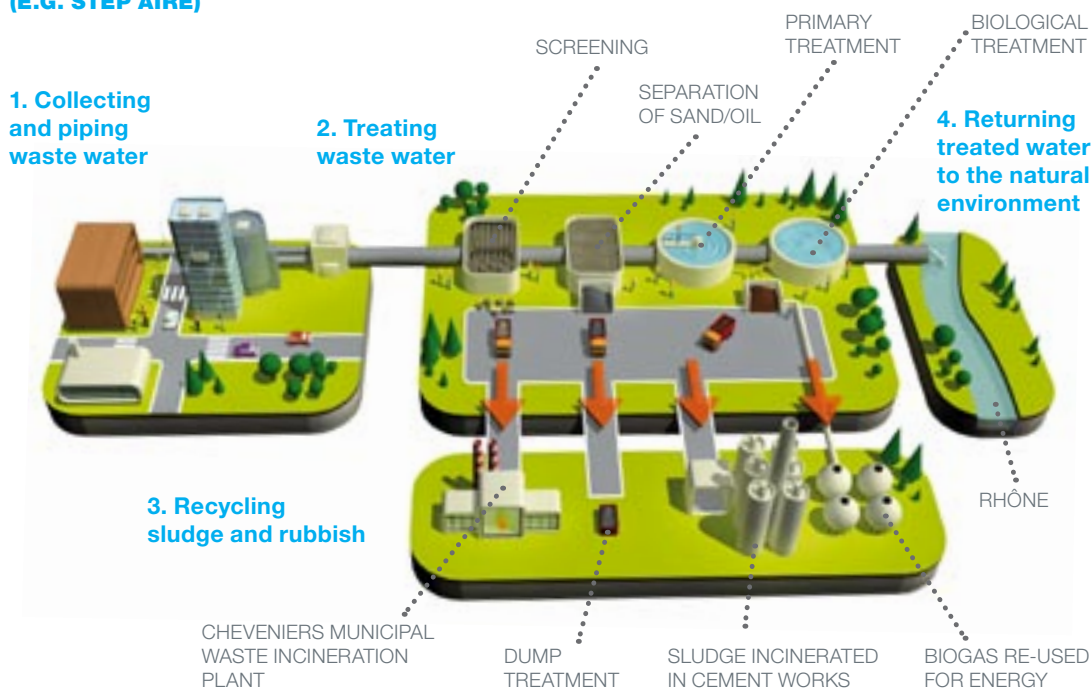 (E.G. STEP AIRE)
SCREENING
PRIMARY
TREATMENT
BIOLOGICAL
TREATMENT
SEPARATION
OF SAND/OIL
1. Collecting
and piping
waste water
2. Treating
waste water
4. Returning
treated water
to the natural
environment
3. Recycling
sludge and rubbish
RHÔNE
CHEVENIERS MUNICIPAL
WASTE INCINERATION
PLANT
DUMP
TREATMENT
SLUDGE INCINERATED
IN CEMENT WORKS
BIOGAS RE-USED
FOR ENERGY